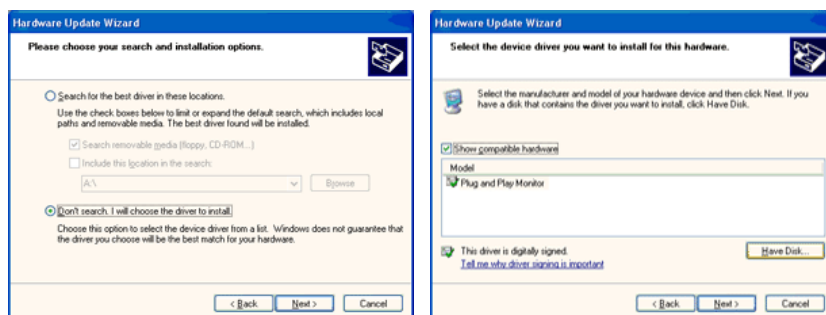 Hardware Update Wizard
Please choose your search and installation options.
Search for the best driver in these locations.
Use the check boxes below to limit or expand the default search, which includes local
paths and removable media. The best driver found will be installed.
Search removable media (floppy, CD-ROM...)
Include this location in the search:
A:\
Browse
Don't search. I will choose the driver to install.
Choose this option to select the device driver from a list. Windows does not guarantee that
the driver you choose will be the best match for your hardware.
< Back
Next >
Cancel
Hardware Update Wizard
Select the device driver you want to install for this hardware.
Select the manufacturer and model of your hardware device and then click Next. If you
have a disk that contains the driver you want to install, click Have Disk.
Show compatible hardware
Model
Plug and Play Monitor
This driver is digitally signed.
Tell me why driver signing is important
Have Disk...
< Back
Next >
Cancel